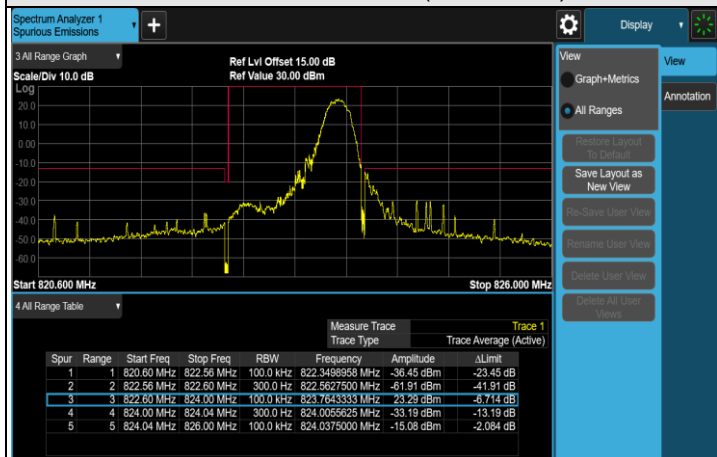 Spectrum Analyzer 1
Spurious Emissions
Display
3 All Range Graph
Ref Lvl Offset 15.00 dB
Scale/Div 10.0 dB
Ref Value 30.00 dBm
Log
20.0
10.0
0.00
-10.0
-20.0
-30.0
-40.0
-50.0
-60.0
Start 820.600 MHz
Stop 826.000 MHz
View
Graph+Metrics
All Ranges
Restore Layout
To Default
Save Layout as
New View
Re-Save User View
Rename User View
Delete User View
Delete All User
Views
View
Annotation
4 All Range Table
Measure Trace Trace 1
Trace Type Trace Average (Active)
Spur Range Start Freq Stop Freq RBW Frequency Amplitude ΔLimit
1 1 820.60 MHz 822.56 MHz 100.0 kHz 822.3498958 MHz -36.45 dBm -23.45 dB
2 2 822.56 MHz 822.60 MHz 300.0 Hz 822.5627500 MHz -61.91 dBm -41.91 dB
3 3 822.60 MHz 824.00 MHz 100.0 kHz 823.7643333 MHz 23.29 dBm -6.714 dB
4 4 824.00 MHz 824.04 MHz 300.0 Hz 824.0055625 MHz -33.19 dBm -13.19 dB
5 5 824.04 MHz 826.00 MHz 100.0 kHz 824.0375000 MHz -15.08 dBm -2.084 dB